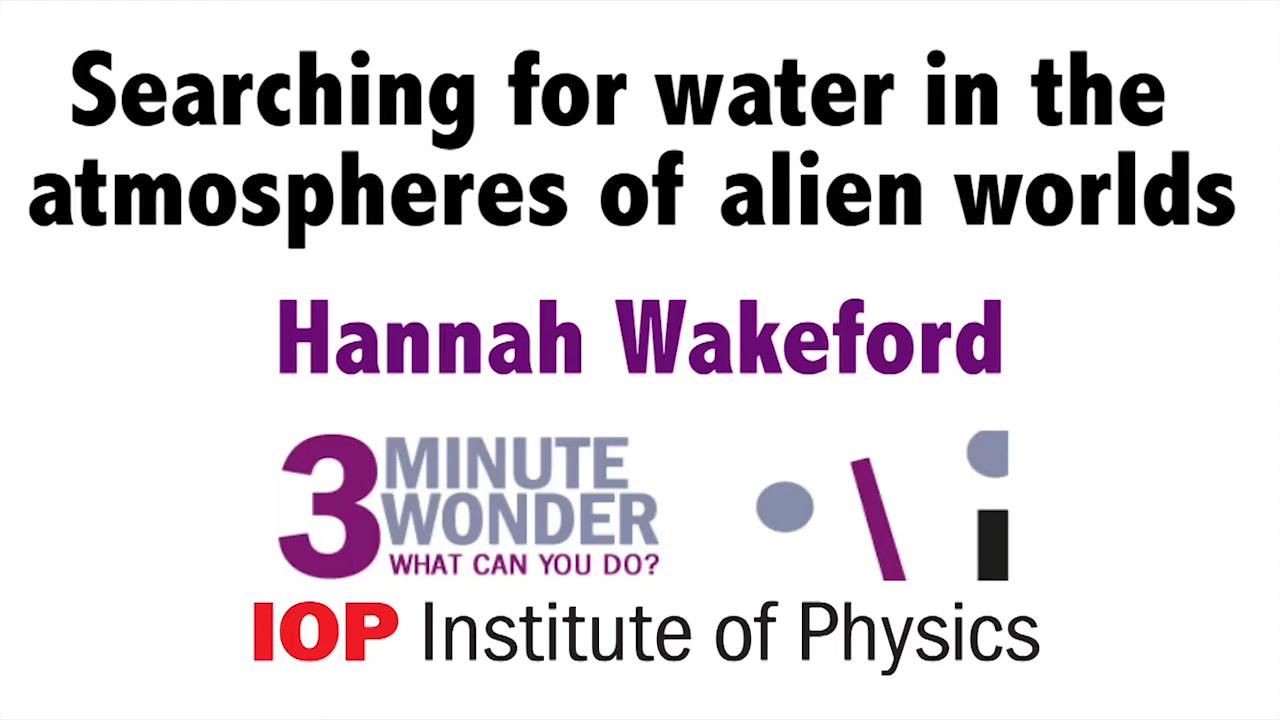 Searching for water in the
atmospheres of alien worlds
Hannah Wakeford
3 MINUTE
WONDER
WHAT CAN YOU DO?
IOP Institute of Physics